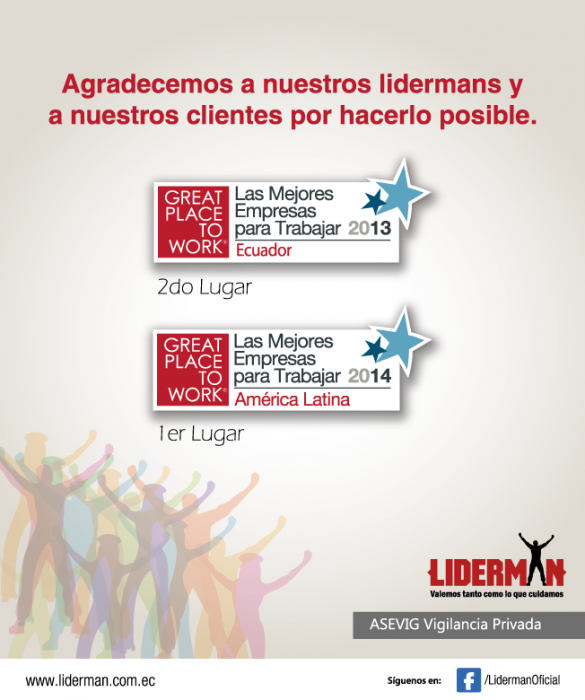 Agradecemos a nuestros lidermans y
a nuestros clientes por hacerlo posible.
GREAT
PLACE
TO
WORK®
Las Mejores
Empresas
para Trabajar 2013
Ecuador
2do Lugar
GREAT
PLACE
TO
WORK®
Las Mejores
Empresas
para Trabajar 2014
América Latina
1er Lugar
LIDERMAN
Valemos tanto como lo que cuidamos
ASEVIG Vigilancia Privada
www.liderman.com.ec
Síguenos en: f /LidermanOficial